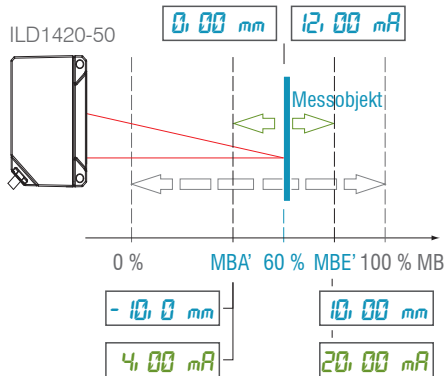 0,00 mm 12,00 mA
ILD1420-50
Messobjekt
0 % MBA’ 60 % MBE’ 100 % MB
- 10,0 mm 10,00 mm
4,00 mA 20,00 mA